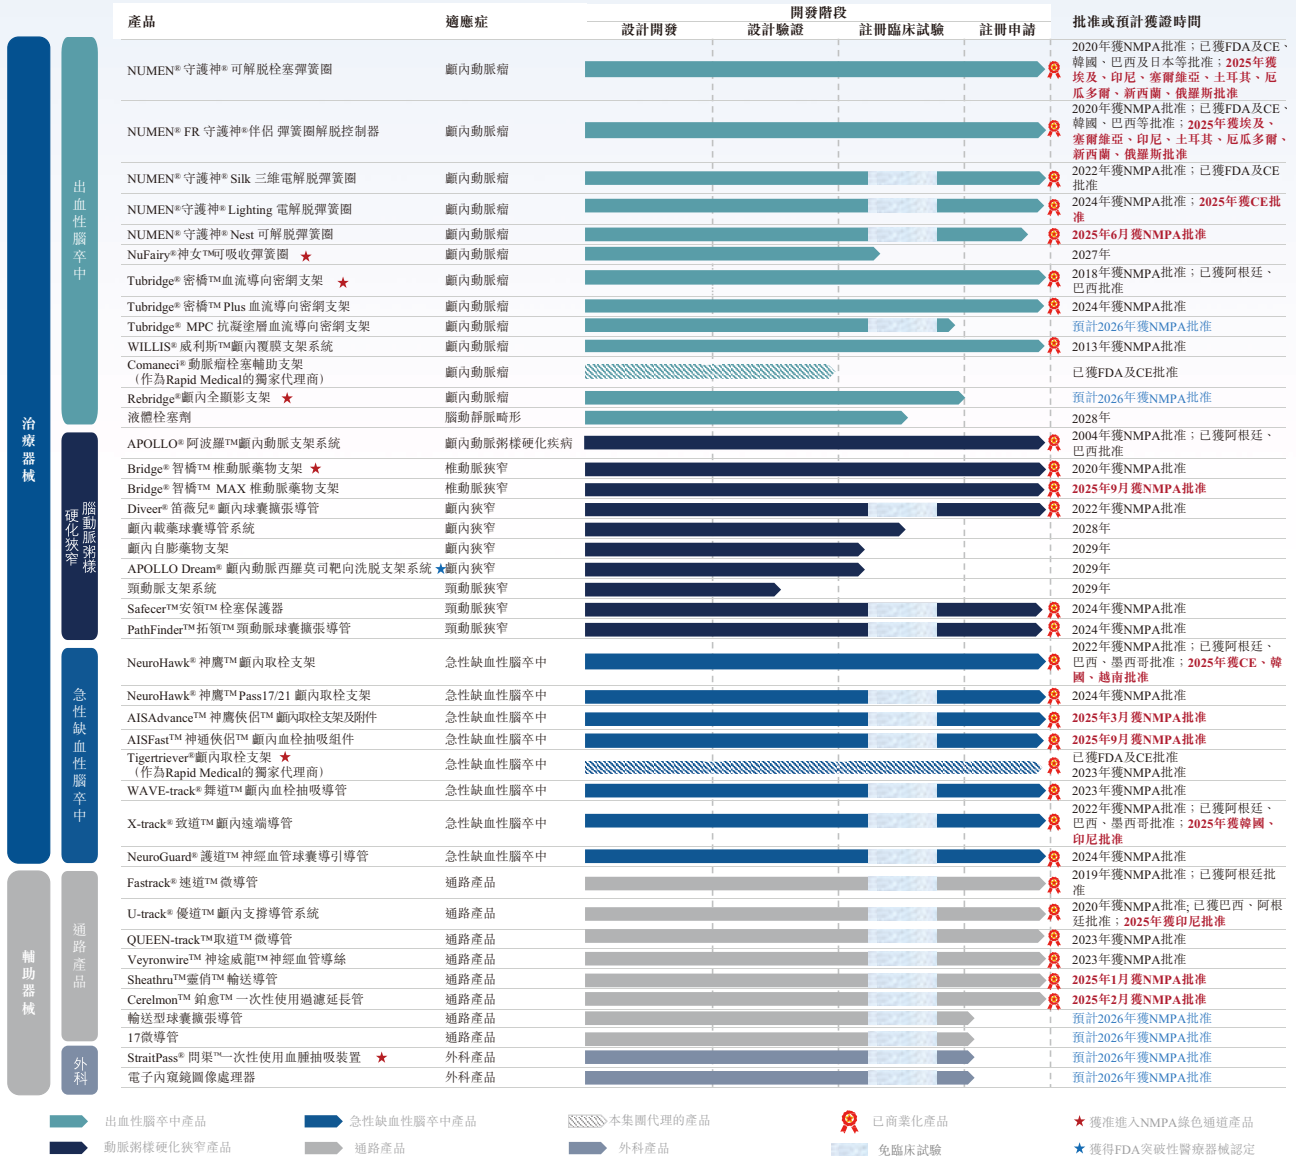 產品 適應症 開發階段 批准或預計獲證時間
設計開發 設計驗證 註冊臨床試驗 註冊申請
治療器械
出血性腦卒中
NUMEN® 守護神® 可解脫栓塞彈簧圈 顱內動脈瘤 2020年獲NMPA批准；已獲FDA及CE、
韓國、巴西及日本等批准；2025年獲
埃及、印尼、塞爾維亞、土耳其、厄
瓜多爾、新西蘭、俄羅斯批准
NUMEN® FR 守護神®伴侶 彈簧圈解脫控制器 顱內動脈瘤 2020年獲NMPA批准；已獲FDA及CE、
韓國、巴西等批准；2025年獲埃及、
塞爾維亞、印尼、土耳其、厄瓜多爾、
新西蘭、俄羅斯批准
NUMEN® 守護神® Silk 三維電解脫彈簧圈 顱內動脈瘤 2022年獲NMPA批准；已獲FDA及CE
批准
NUMEN®守護神® Lighting 電解脫彈簧圈 顱內動脈瘤 2024年獲NMPA批准；2025年獲CE批
准
NUMEN® 守護神® Nest 可解脫彈簧圈 顱內動脈瘤 2025年6月獲NMPA批准
NuFairy®神女™可吸收彈簧圈 ★ 顱內動脈瘤 2027年
Tubridge® 密橋™血流導向密網支架 ★ 顱內動脈瘤 2018年獲NMPA批准；已獲阿根廷、
巴西批准
Tubridge® 密橋™ Plus 血流導向密網支架 顱內動脈瘤 2024年獲NMPA批准
Tubridge® MPC 抗凝塗層血流導向密網支架 顱內動脈瘤 預計2026年獲NMPA批准
WILLIS® 威利斯™顱內覆膜支架系統 顱內動脈瘤 2013年獲NMPA批准
Comaneci® 動脈瘤栓塞輔助支架
（作為Rapid Medical的獨家代理商） 顱內動脈瘤 已獲FDA及CE批准
Rebridge®顱內全顯影支架 ★ 顱內動脈瘤 預計2026年獲NMPA批准
液體栓塞劑 腦動靜脈畸形 2028年
腦動脈粥樣
硬化狹窄
APOLLO® 阿波羅™顱內動脈支架系統 顱內動脈粥樣硬化疾病 2004年獲NMPA批准；已獲阿根廷、
巴西批准
Bridge® 智橋™ 椎動脈藥物支架 ★ 椎動脈狹窄 2020年獲NMPA批准
Bridge® 智橋™ MAX 椎動脈藥物支架 椎動脈狹窄 2025年9月獲NMPA批准
Diveer® 笛薇兒® 顱內球囊擴張導管 顱內狹窄 2022年獲NMPA批准
顱內載藥球囊導管系統 顱內狹窄 2028年
顱內自膨藥物支架 顱內狹窄 2029年
APOLLO Dream® 顱內動脈西羅莫司靶向洗脫支架系統 ★ 顱內狹窄 2029年
頸動脈支架系統 頸動脈狹窄 2029年
Safecer™安領™ 栓塞保護器 頸動脈狹窄 2024年獲NMPA批准
PathFinder™拓領™ 頸動脈球囊擴張導管 頸動脈狹窄 2024年獲NMPA批准
急性缺血性腦卒中
NeuroHawk® 神鷹™ 顱內取栓支架 急性缺血性腦卒中 2022年獲NMPA批准；已獲阿根廷、
巴西、墨西哥批准；2025年獲CE、韓
國、越南批准
NeuroHawk® 神鷹™ Pass17/21 顱內取栓支架 急性缺血性腦卒中 2024年獲NMPA批准
AISAdvance™ 神鷹俠侶™ 顱內取栓支架及附件 急性缺血性腦卒中 2025年3月獲NMPA批准
AISFast™ 神通俠侶™ 顱內血栓抽吸組件 急性缺血性腦卒中 2025年9月獲NMPA批准
Tigertriever®顱內取栓支架 ★
（作為Rapid Medical的獨家代理商） 急性缺血性腦卒中 已獲FDA及CE批准
2023年獲NMPA批准
WAVE-track® 舞道™ 顱內血栓抽吸導管 急性缺血性腦卒中 2023年獲NMPA批准
X-track® 致道™ 顱內遠端導管 急性缺血性腦卒中 2022年獲NMPA批准；已獲阿根廷、
巴西、墨西哥批准；2025年獲韓國、
印尼批准
NeuroGuard® 護道™ 神經血管球囊導引導管 急性缺血性腦卒中 2024年獲NMPA批准
輔助器械
通路產品
Fastrack® 速道™ 微導管 通路產品 2019年獲NMPA批准；已獲阿根廷批
准
U-track® 優道™ 顱內支撐導管系統 通路產品 2020年獲NMPA批准; 已獲巴西、阿根
廷批准；2025年獲印尼批准
QUEEN-track™取道™ 微導管 通路產品 2023年獲NMPA批准
Veyronwire™ 神途威龍™ 神經血管導絲 通路產品 2023年獲NMPA批准
Sheathru™靈俏™ 輸送導管 通路產品 2025年1月獲NMPA批准
Cerelmon™ 鉑愈™ 一次性使用過濾延長管 通路產品 2025年2月獲NMPA批准
輸送型球囊擴張導管 通路產品 預計2026年獲NMPA批准
17微導管 通路產品 預計2026年獲NMPA批准
外科
StraitPass® 問渠™一次性使用血腫抽吸裝置 ★ 外科產品 預計2026年獲NMPA批准
電子內窺鏡圖像處理器 外科產品 預計2026年獲NMPA批准
出血性腦卒中產品 急性缺血性腦卒中產品 本集團代理的產品 已商業化產品 ★ 獲准進入NMPA綠色通道產品
動脈粥樣硬化狹窄產品 通路產品 外科產品 免臨床試驗 ★ 獲得FDA突破性醫療器械認定